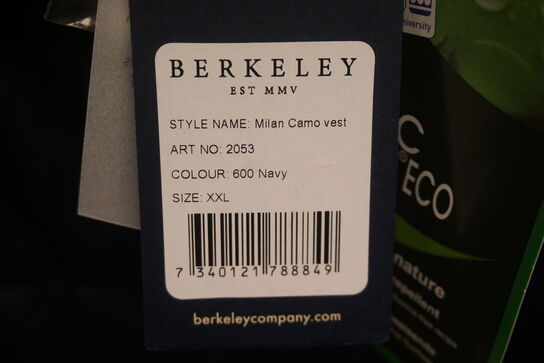 BERKELEY
EST MMV
STYLE NAME: Milan Camo vest
ART NO: 2053
COLOUR: 600 Navy
SIZE: XXL
7 340121 788849
berkeleycompany.com
university
C
ECO
nature
repellent